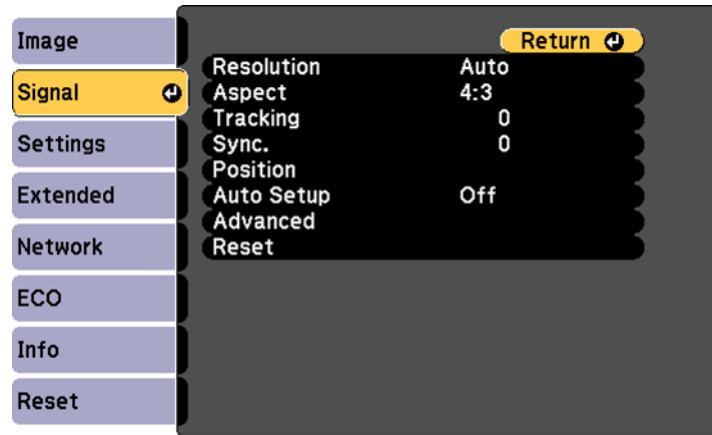 Image
Signal
Settings
Extended
Network
ECO
Info
Reset
Return
Resolution Auto
Aspect 4:3
Tracking 0
Sync. 0
Position
Auto Setup Off
Advanced
Reset